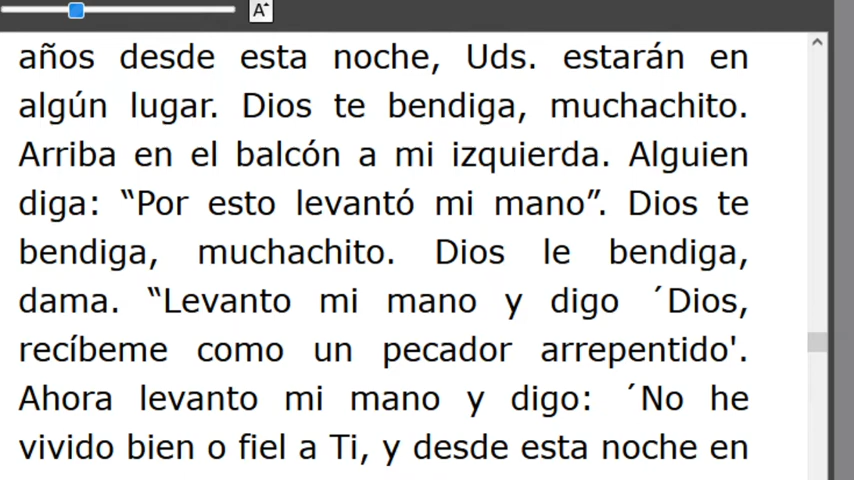 A
años desde esta noche, Uds. estarán en
algún lugar. Dios te bendiga, muchachito.
Arriba en el balcón a mi izquierda. Alguien
diga: “Por esto levantó mi mano”. Dios te
bendiga, muchachito. Dios le bendiga,
dama. “Levanto mi mano y digo ´Dios,
recíbeme como un pecador arrepentido'.
Ahora levanto mi mano y digo: ´No he
vivido bien o fiel a Ti, y desde esta noche en